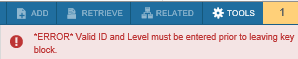 ADD RETRIEVE RELATED TOOLS 1
*ERROR* Valid ID and Level must be entered prior to leaving key
block.